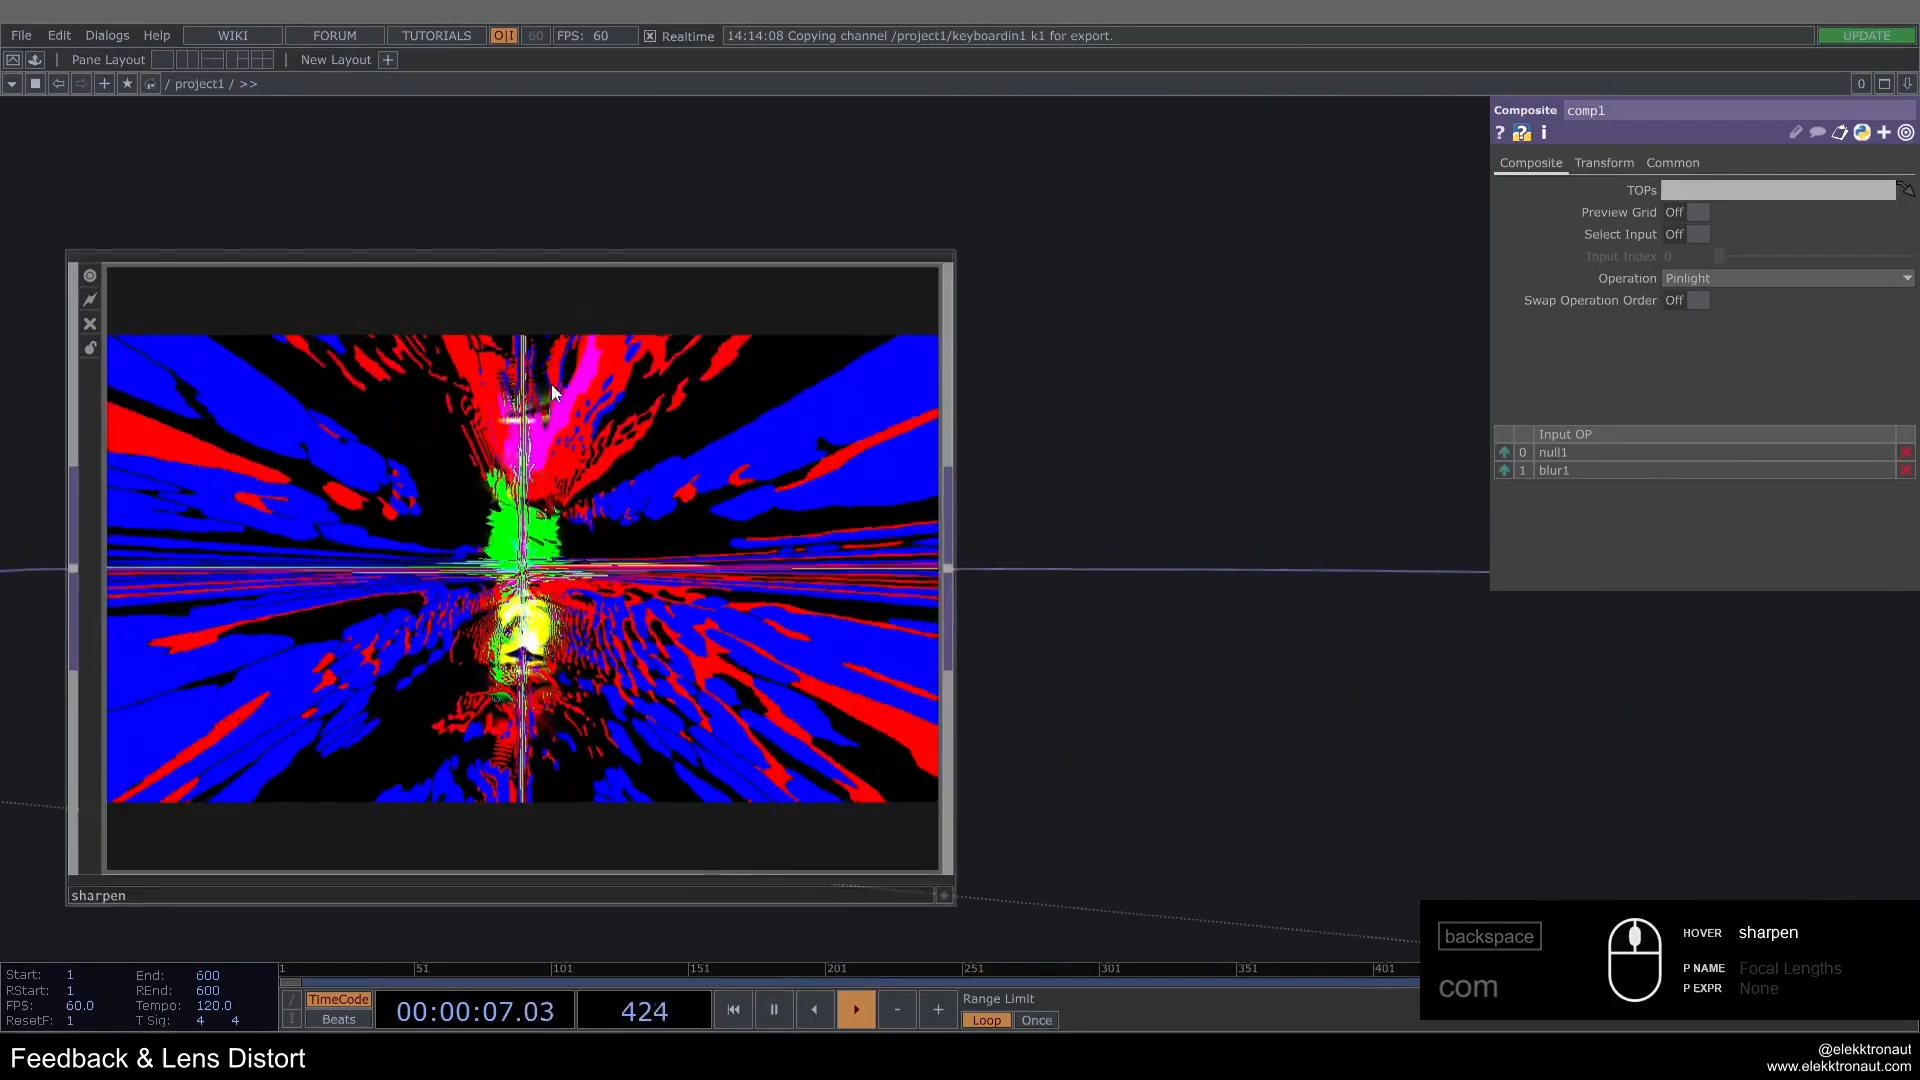 File Edit Dialogs Help WIKI FORUM TUTORIALS O|I 60 FPS: 60 Realtime 14:14:08 Copying channel /project1/keyboardin1 k1 for export. UPDATE
Pane Layout New Layout +
/ project1 / >> 0
Composite comp1
? ? i
Composite Transform Common
TOPs
Preview Grid Off
Select Input Off
Input Index 0
Operation Pinlight
Swap Operation Order Off
Input OP
0 null1
1 blur1
sharpen
backspace
com
HOVER sharpen
P NAME Focal Lengths
P EXPR None
1 51 101 151 201 251 301 351 401
Start: 1 End: 600
RStart: 1 REnd: 600
FPS: 60.0 Tempo: 120.0
ResetF: 1 T Sig: 4 4
TimeCode
Beats
00:00:07.03 424
- +
Range Limit
Loop Once
Feedback & Lens Distort
@elekktronaut
www.elekktronaut.com